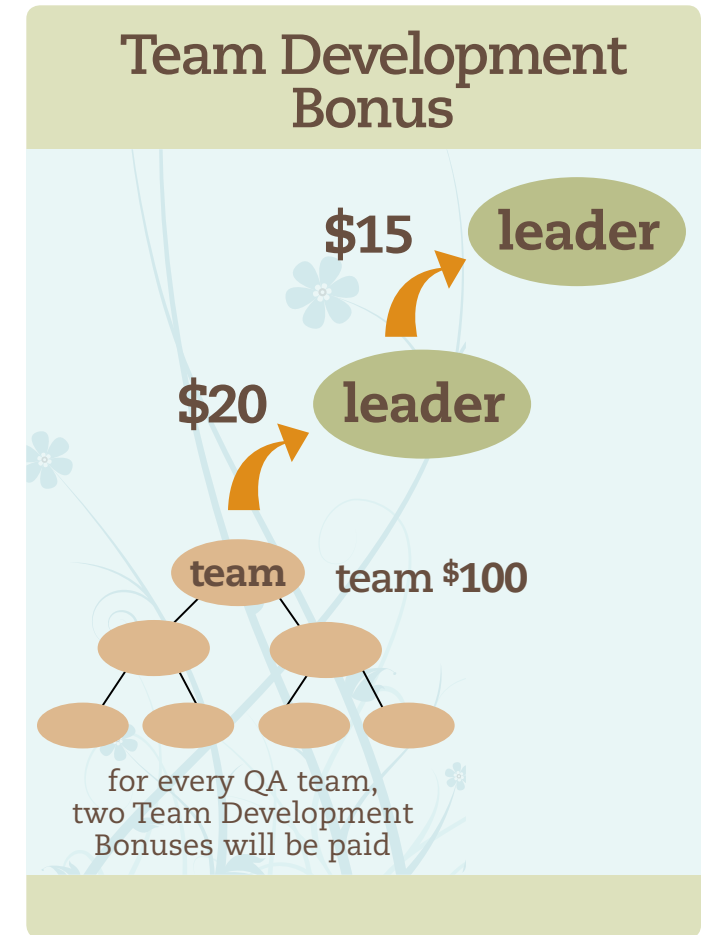 Team Development
Bonus
$15
leader
$20
leader
team
team $100
for every QA team,
two Team Development
Bonuses will be paid